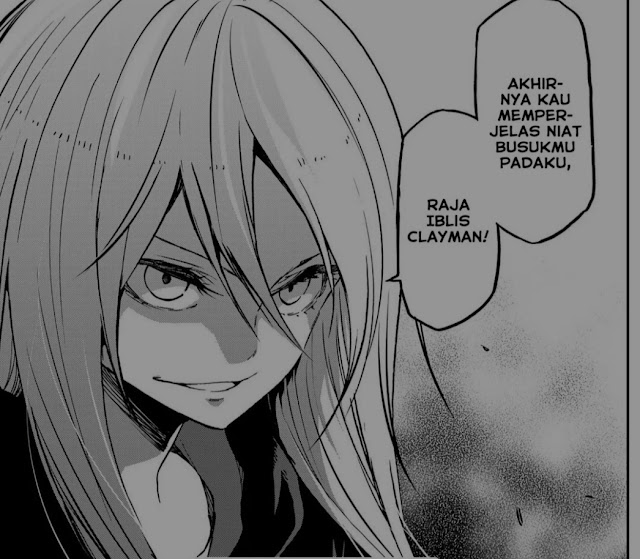 AKHIR-
NYA KAU
MEMPER-
JELAS NIAT
BUSUKMU
PADAKU,
RAJA
IBLIS
CLAYMAN!